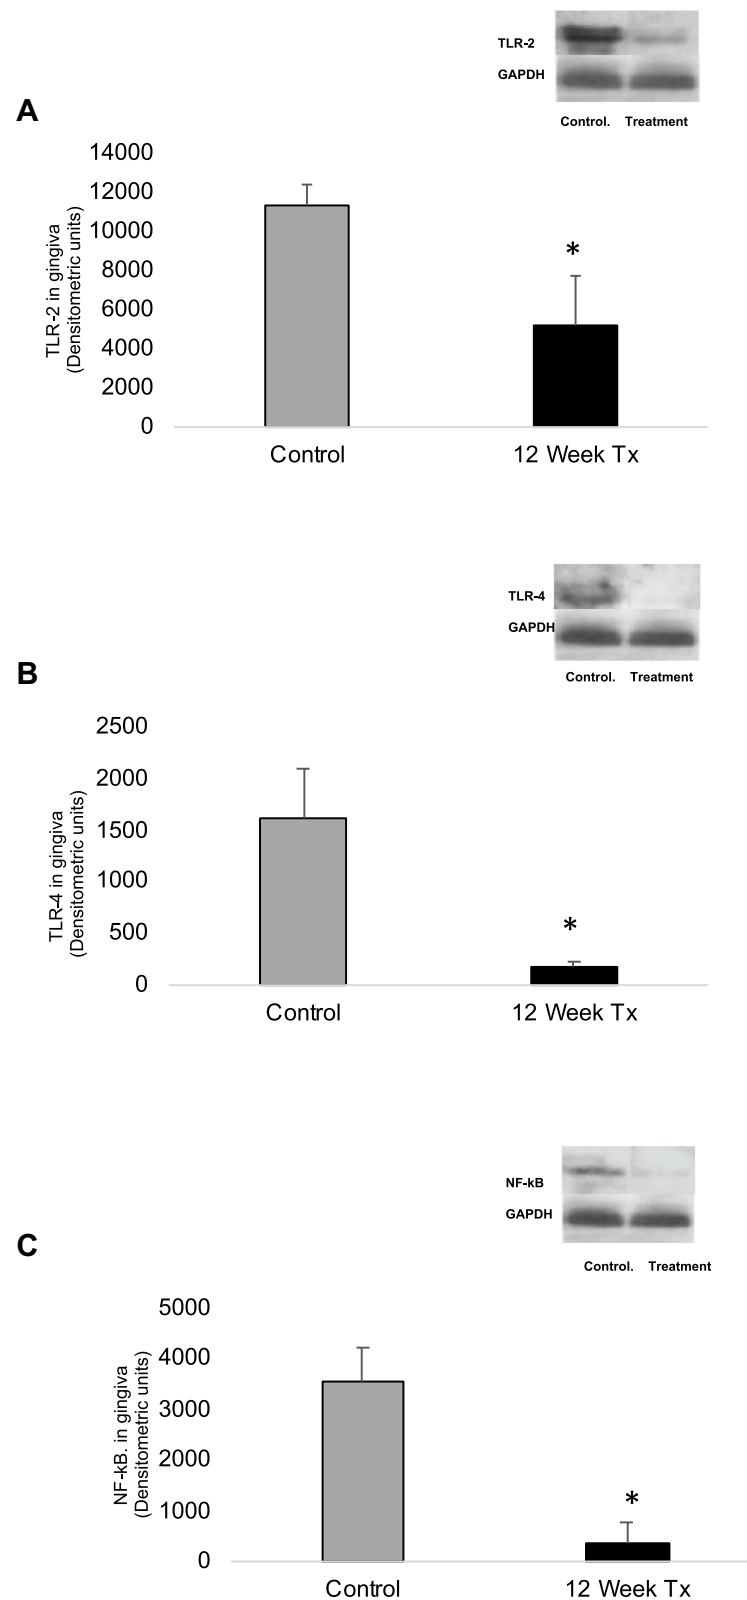 TLR-2
GAPDH
Control. Treatment
A
14000
12000
10000
8000
6000
4000
2000
0
TLR-2 in gingiva
(Densitometric units)
*
Control 12 Week Tx
TLR-4
GAPDH
Control. Treatment
B
2500
2000
1500
1000
500
0
TLR-4 in gingiva
(Densitometric units)
*
Control 12 Week Tx
NF-kB
GAPDH
Control. Treatment
C
5000
4000
3000
2000
1000
0
NF-kB. in gingiva
(Densitometric units)
*
Control 12 Week Tx